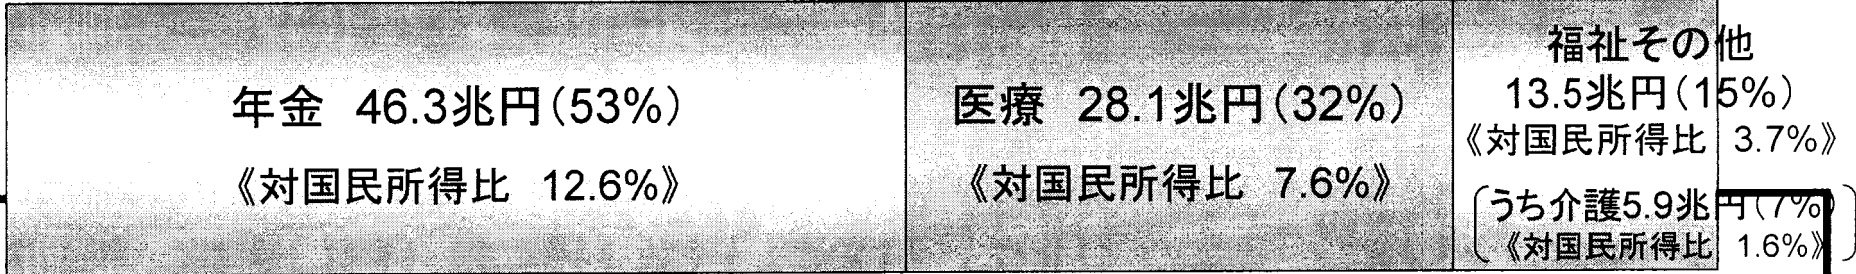 年金 46.3兆円(53%)
《対国民所得比 12.6%》
医療 28.1兆円(32%)
《対国民所得比 7.6%》
福祉その他
13.5兆円(15%)
《対国民所得比 3.7%》
うち介護5.9兆円(7%)
《対国民所得比 1.6%》